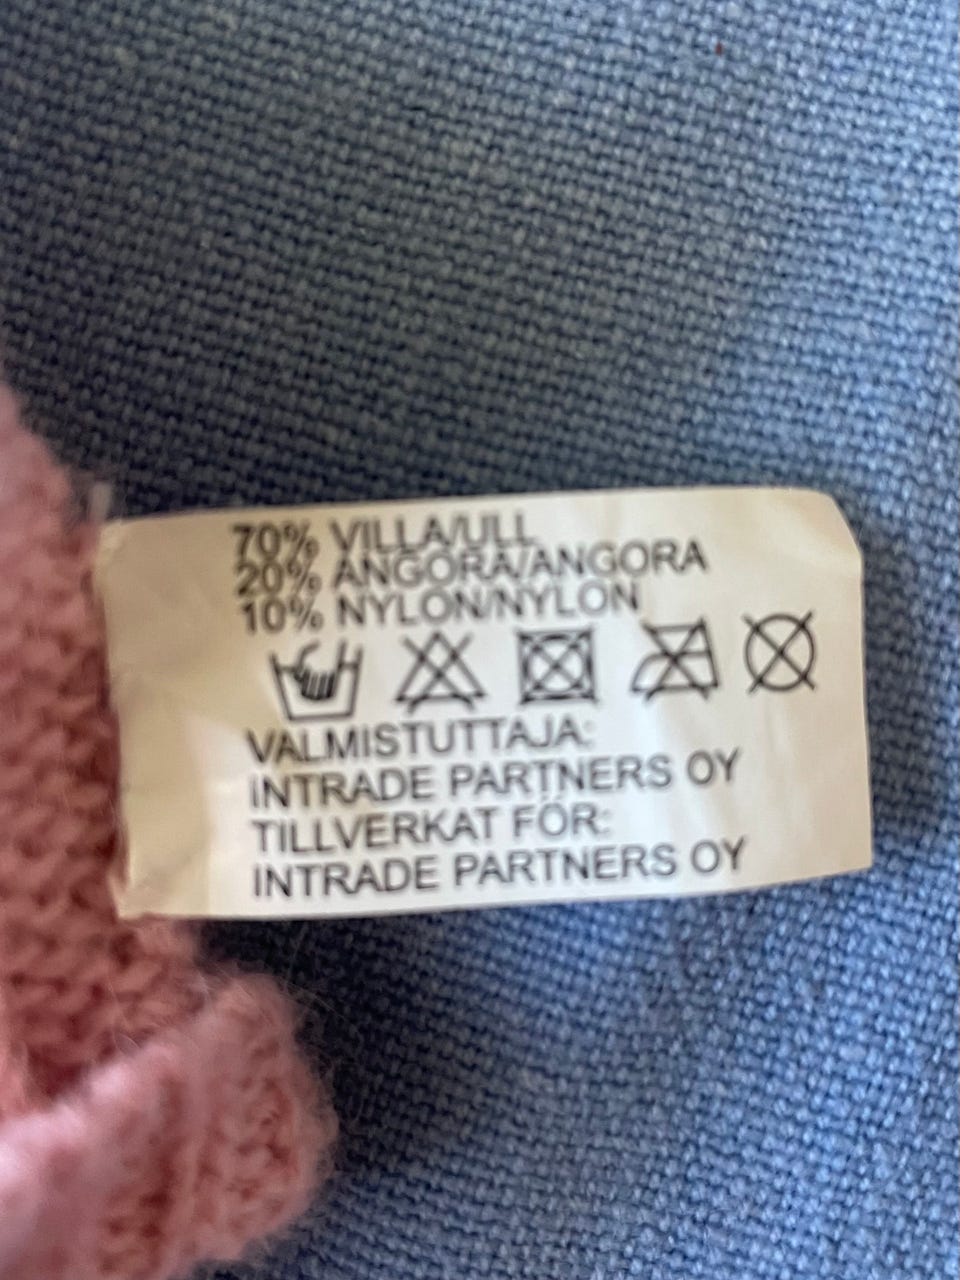 70% VILLA/ULL
20% ANGORA/ANGORA
10% NYLON/NYLON
VALMISTUTTAJA:
INTRADE PARTNERS OY
TILLVERKAT FÖR:
INTRADE PARTNERS OY